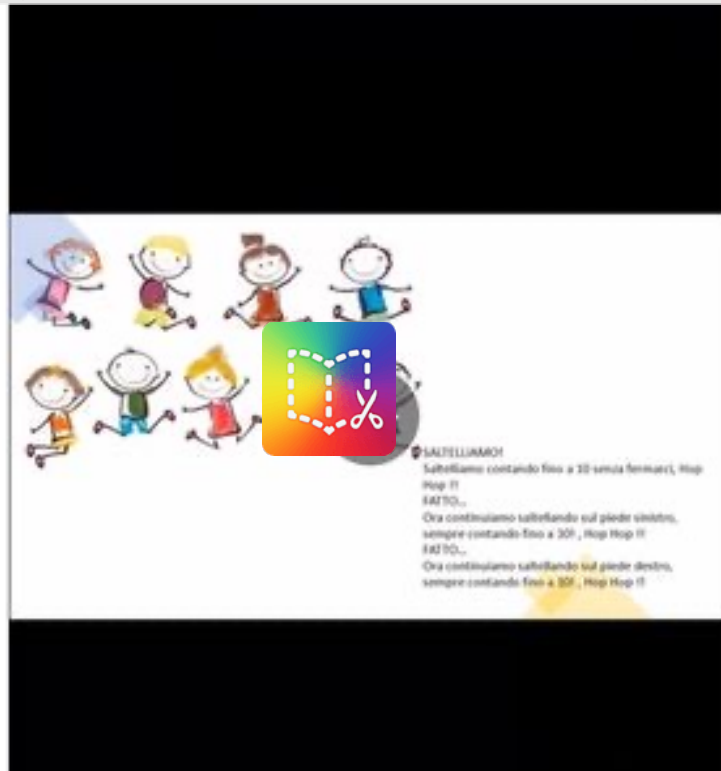 SALTELLIAMO!
Saltelliamo contando fino a 10 senza fermarci, Hop
Hop !!
FATTO...
Ora continuiamo saltellando sul piede sinistro,
sempre contando fino a 10! , Hop Hop !!
FATTO...
Ora continuiamo saltellando sul piede destro,
sempre contando fino a 10! , Hop Hop !!